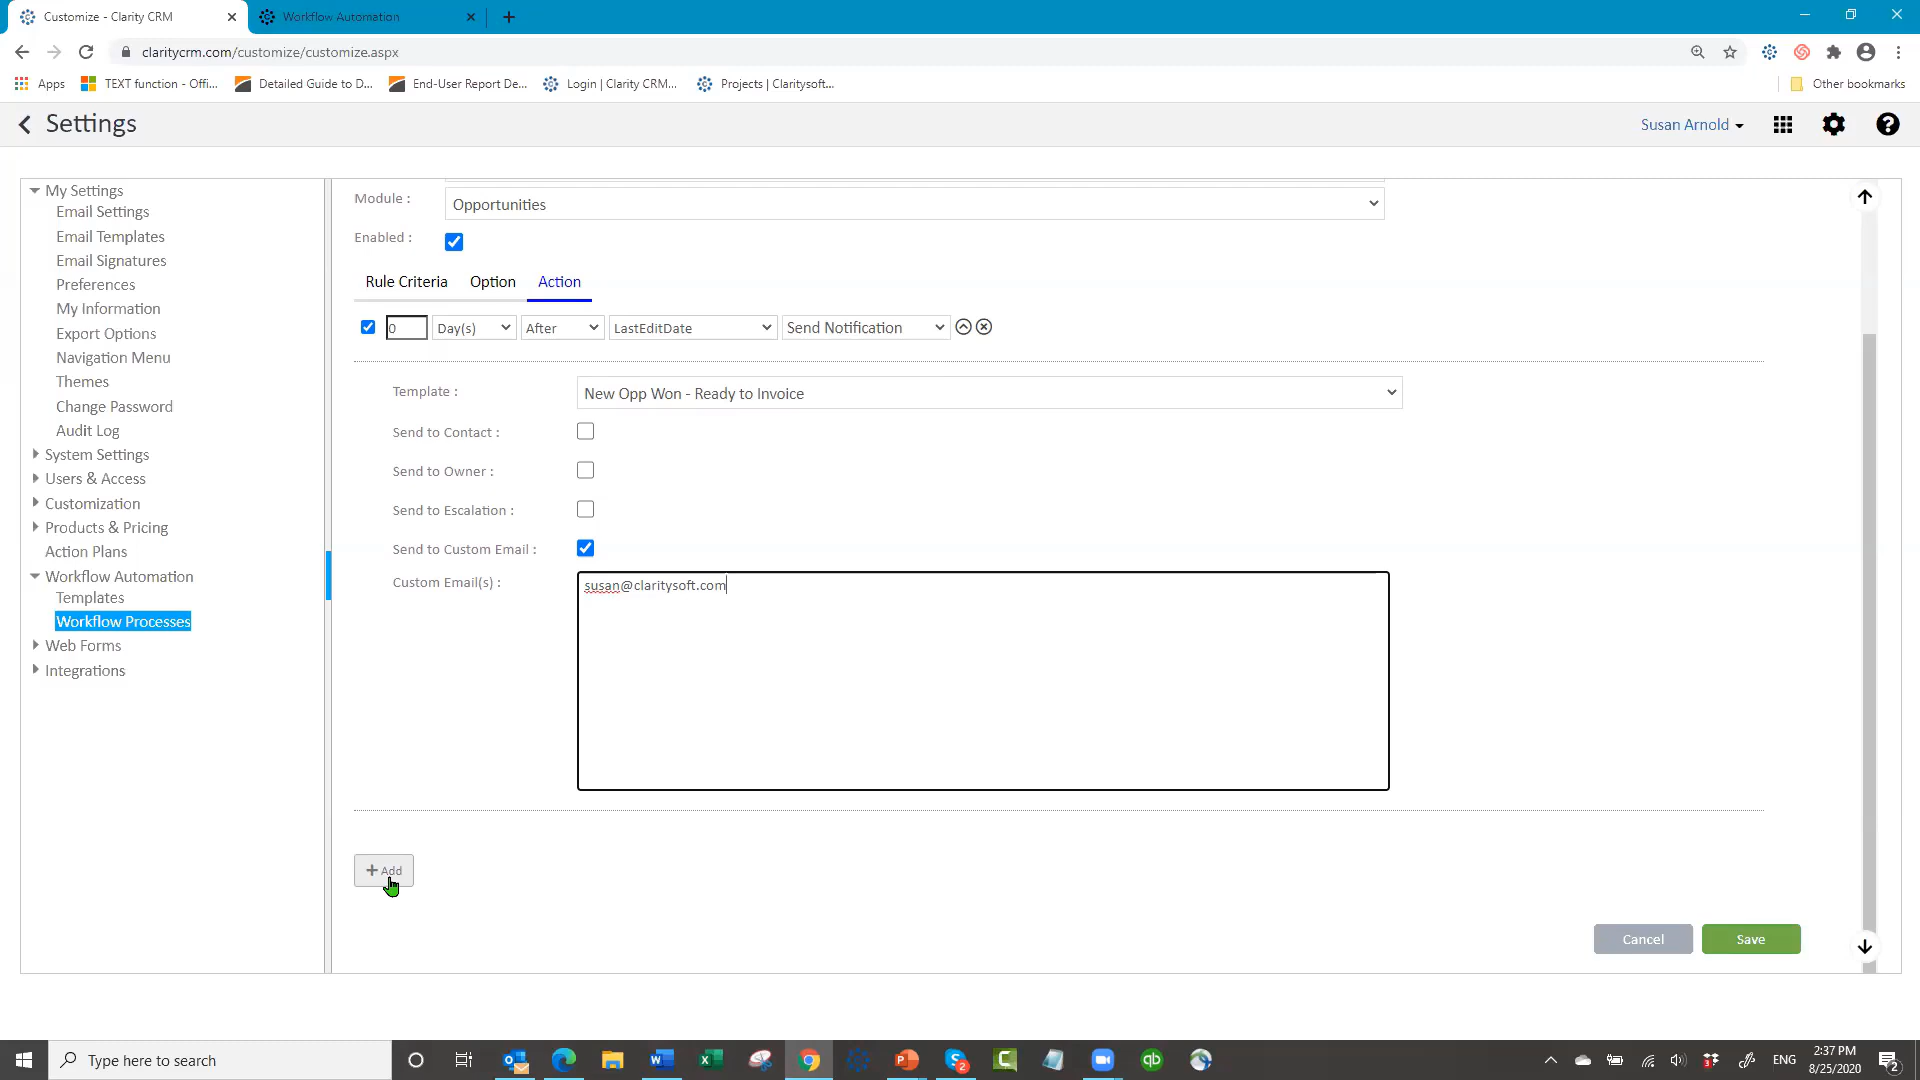 Customize - Clarity CRM
Workflow Automation
claritycrm.com/customize/customize.aspx
Apps
TEXT function - Offi...
Detailed Guide to D...
End-User Report De...
Login | Clarity CRM...
Projects | Claritysoft...
Other bookmarks
Settings
Susan Arnold
My Settings
Email Settings
Email Templates
Email Signatures
Preferences
My Information
Export Options
Navigation Menu
Themes
Change Password
Audit Log
System Settings
Users & Access
Customization
Products & Pricing
Action Plans
Workflow Automation
Templates
Workflow Processes
Web Forms
Integrations
Module :
Opportunities
Enabled :
Rule Criteria
Option
Action
0
Day(s)
After
LastEditDate
Send Notification
Template :
New Opp Won - Ready to Invoice
Send to Contact :
Send to Owner :
Send to Escalation :
Send to Custom Email :
Custom Email(s) :
susan@claritysoft.com
+ Add
Cancel
Save
Type here to search
ENG
2:37 PM
8/25/2020